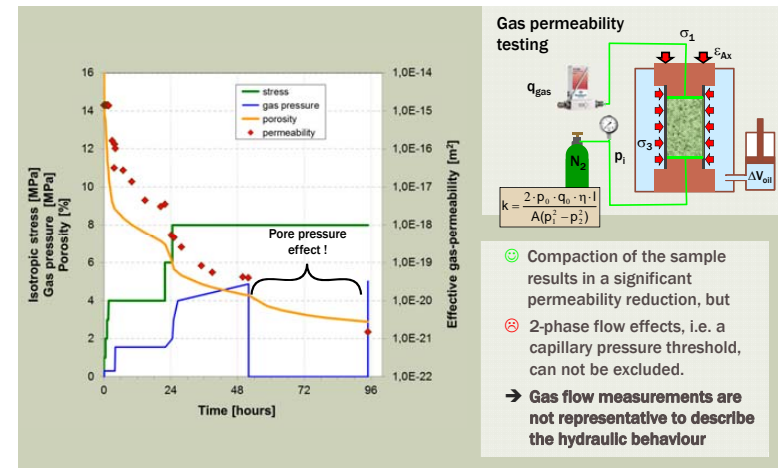 Gas permeability
testing
σ1
εAx
qgas
σ3
N2
pi
ΔVoil
k = 2·p0·q0·η·l
A(pi²−p2²)
16
14
12
10
8
6
4
2
0
Isotropic stress [MPa]
Gas pressure [MPa]
Porosity [%]
stress
gas pressure
porosity
permeability
Pore pressure
effect !
1,0E-14
1,0E-15
1,0E-16
1,0E-17
1,0E-18
1,0E-19
1,0E-20
1,0E-21
1,0E-22
Effective gas-permeability [m²]
0 24 48 72 96
Time [hours]
Compaction of the sample
results in a significant
permeability reduction, but
2-phase flow effects, i.e. a
capillary pressure threshold,
can not be excluded.
➔ Gas flow measurements are
not representative to describe
the hydraulic behaviour